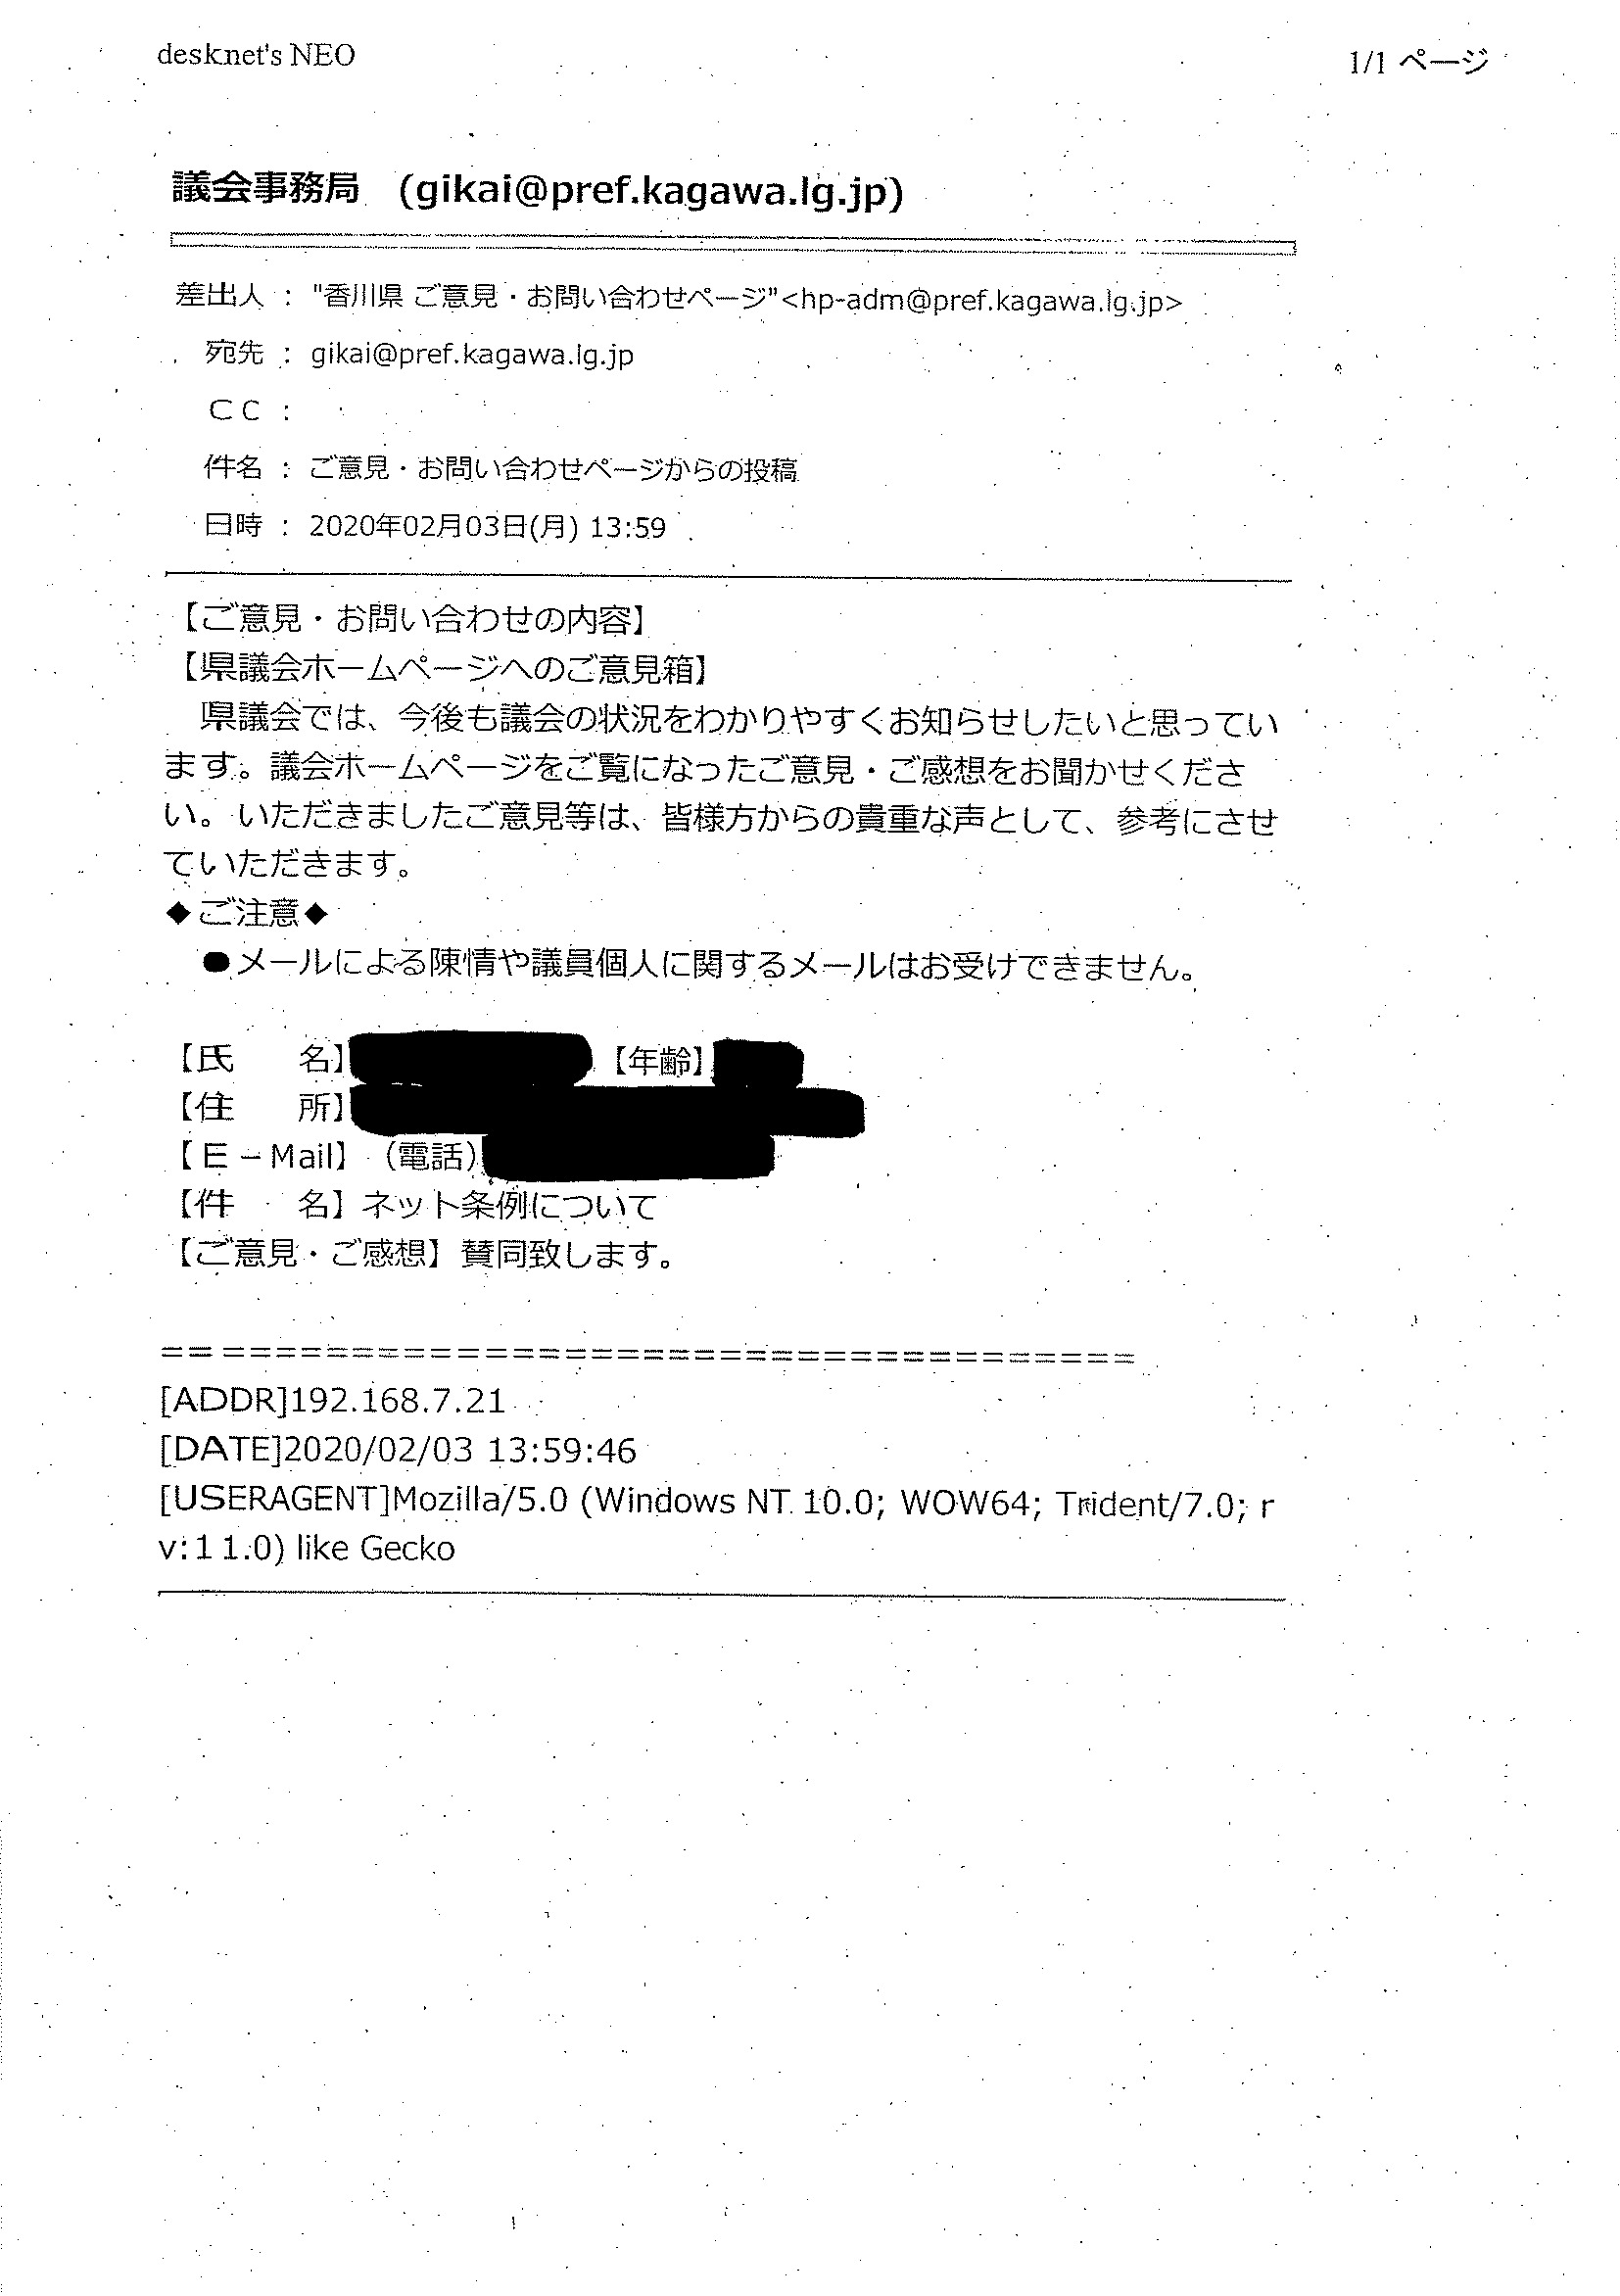 desknet's NEO
1/1 ページ
議会事務局　(gikai@pref.kagawa.lg.jp)
差出人 ： "香川県 ご意見・お問い合わせページ"<hp-adm@pref.kagawa.lg.jp>
宛先 ： gikai@pref.kagawa.lg.jp
ＣＣ ：
件名 ： ご意見・お問い合わせページからの投稿
日時 ： 2020年02月03日(月) 13:59
【ご意見・お問い合わせの内容】
【県議会ホームページへのご意見箱】
　県議会では、今後も議会の状況をわかりやすくお知らせしたいと思ってい
ます。議会ホームページをご覧になったご意見・ご感想をお聞かせくださ
い。いただきましたご意見等は、皆様方からの貴重な声として、参考にさせ
ていただきます。
◆ご注意◆
　●メールによる陳情や議員個人に関するメールはお受けできません。
【氏　　名】 【年齢】
【住　　所】
【Ｅ－Mail】（電話）
【件　　名】ネット条例について
【ご意見・ご感想】賛同致します。
=====================================
[ADDR]192.168.7.21
[DATE]2020/02/03 13:59:46
[USERAGENT]Mozilla/5.0 (Windows NT 10.0; WOW64; Trident/7.0; r
v:11.0) like Gecko